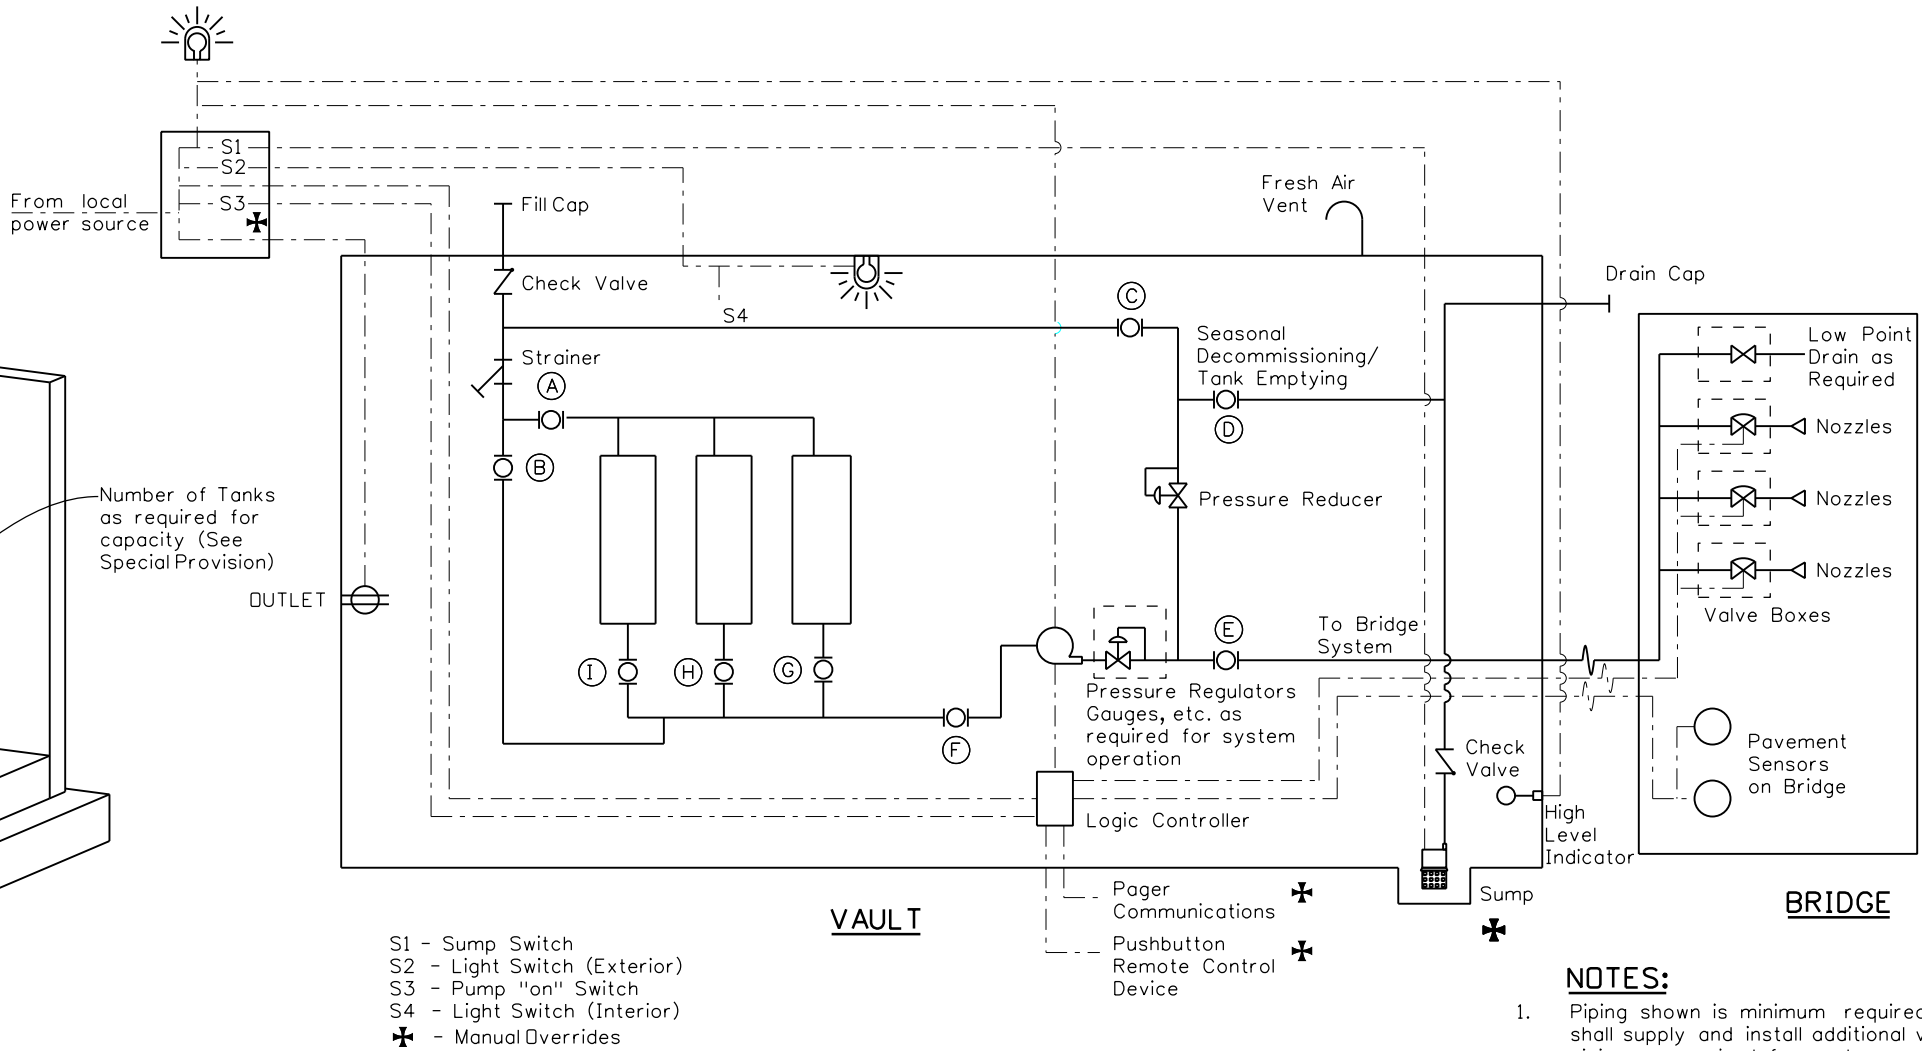 S1
S2
S3
From local
power source
Fill Cap
Check Valve
S4
Strainer
A
B
Fresh Air
Vent
C
Drain Cap
Seasonal
Decommissioning/
Tank Emptying
D
Pressure Reducer
Low Point
Drain as
Required
Nozzles
Nozzles
Nozzles
Valve Boxes
Number of Tanks
as required for
capacity (See
Special Provision)
OUTLET
I
H
G
F
E
To Bridge
System
Pressure Regulators
Gauges, etc. as
required for system
operation
Logic Controller
Check
Valve
High
Level
Indicator
Pavement
Sensors
on Bridge
Sump
Pager
Communications
Pushbutton
Remote Control
Device
VAULT
BRIDGE
S1 - Sump Switch
S2 - Light Switch (Exterior)
S3 - Pump "on" Switch
S4 - Light Switch (Interior)
- Manual Overrides
NOTES:
1. Piping shown is minimum required
shall supply and install additional